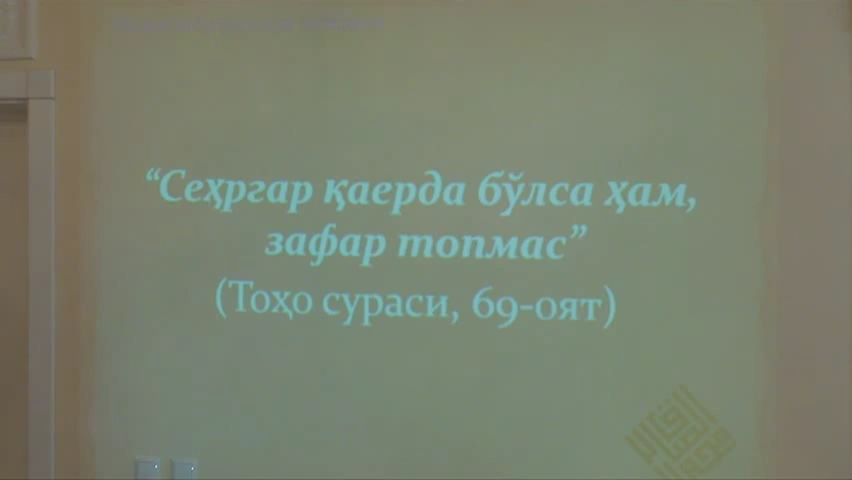 “Сеҳргар қаерда бўлса ҳам,
зафар топмас”
(Тоҳо сураси, 69-оят)